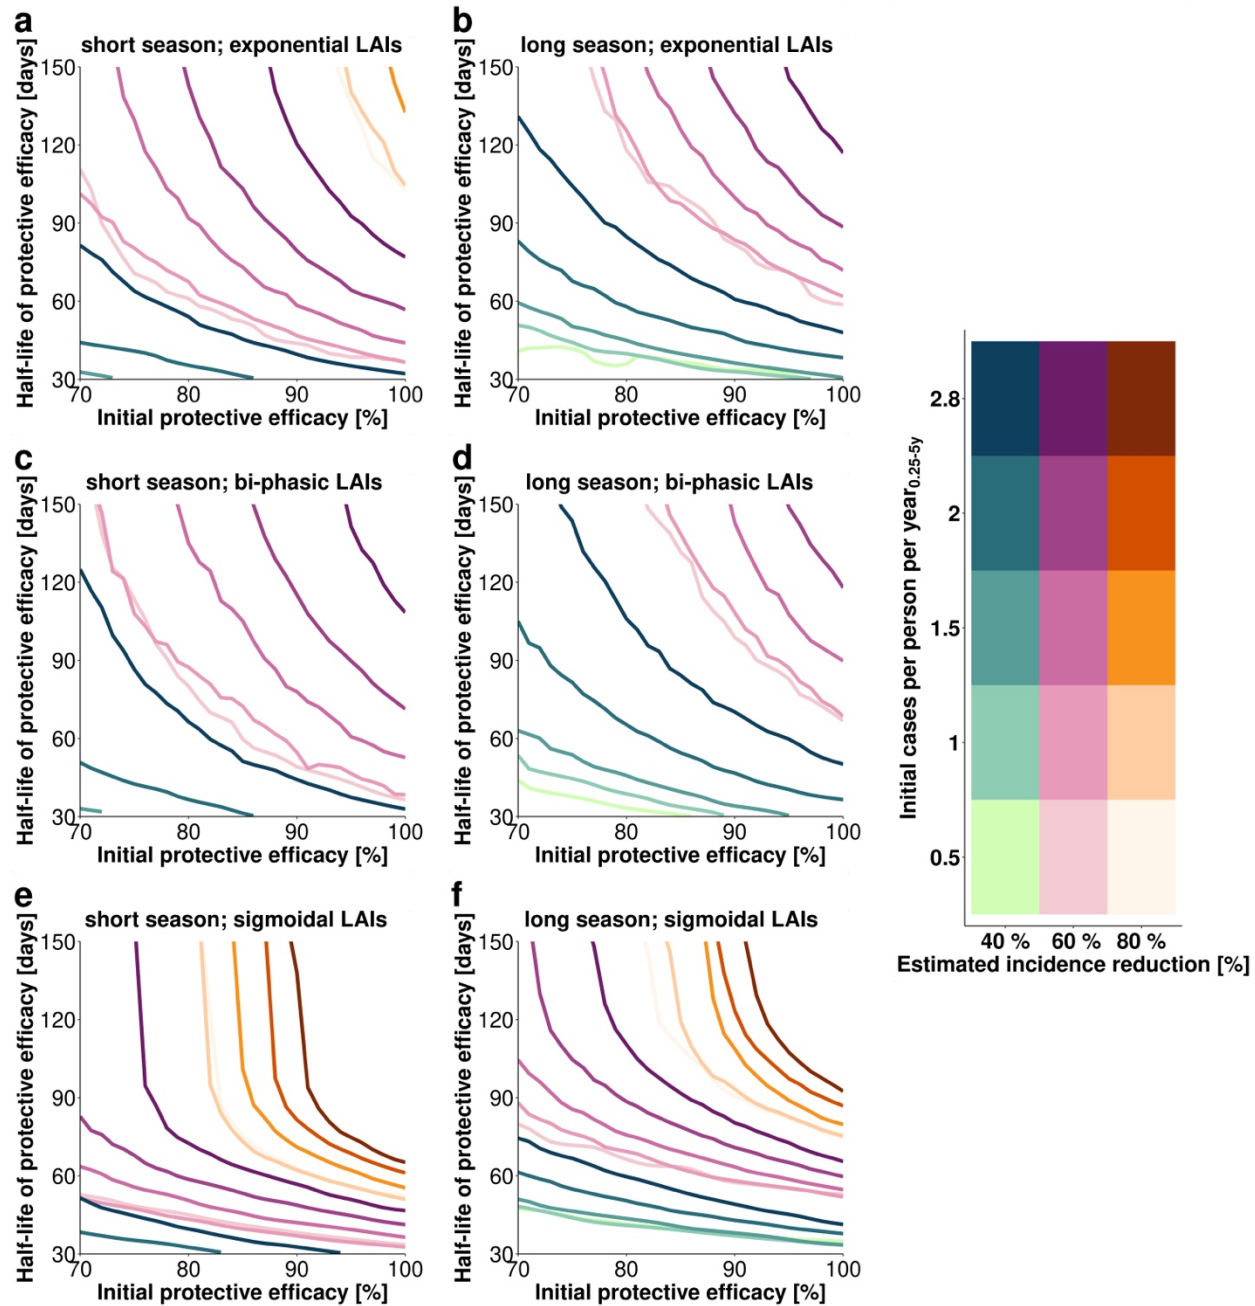 a
short season; exponential LAIs
Half-life of protective efficacy [days]
150
120
90
60
30
70 80 90 100
Initial protective efficacy [%]
b
long season; exponential LAIs
Half-life of protective efficacy [days]
150
120
90
60
30
70 80 90 100
Initial protective efficacy [%]
c
short season; bi-phasic LAIs
Half-life of protective efficacy [days]
150
120
90
60
30
70 80 90 100
Initial protective efficacy [%]
d
long season; bi-phasic LAIs
Half-life of protective efficacy [days]
150
120
90
60
30
70 80 90 100
Initial protective efficacy [%]
e
short season; sigmoidal LAIs
Half-life of protective efficacy [days]
150
120
90
60
30
70 80 90 100
Initial protective efficacy [%]
f
long season; sigmoidal LAIs
Half-life of protective efficacy [days]
150
120
90
60
30
70 80 90 100
Initial protective efficacy [%]
Initial cases per person per year0.25-5y
2.8
2
1.5
1
0.5
40 % 60 % 80 %
Estimated incidence reduction [%]